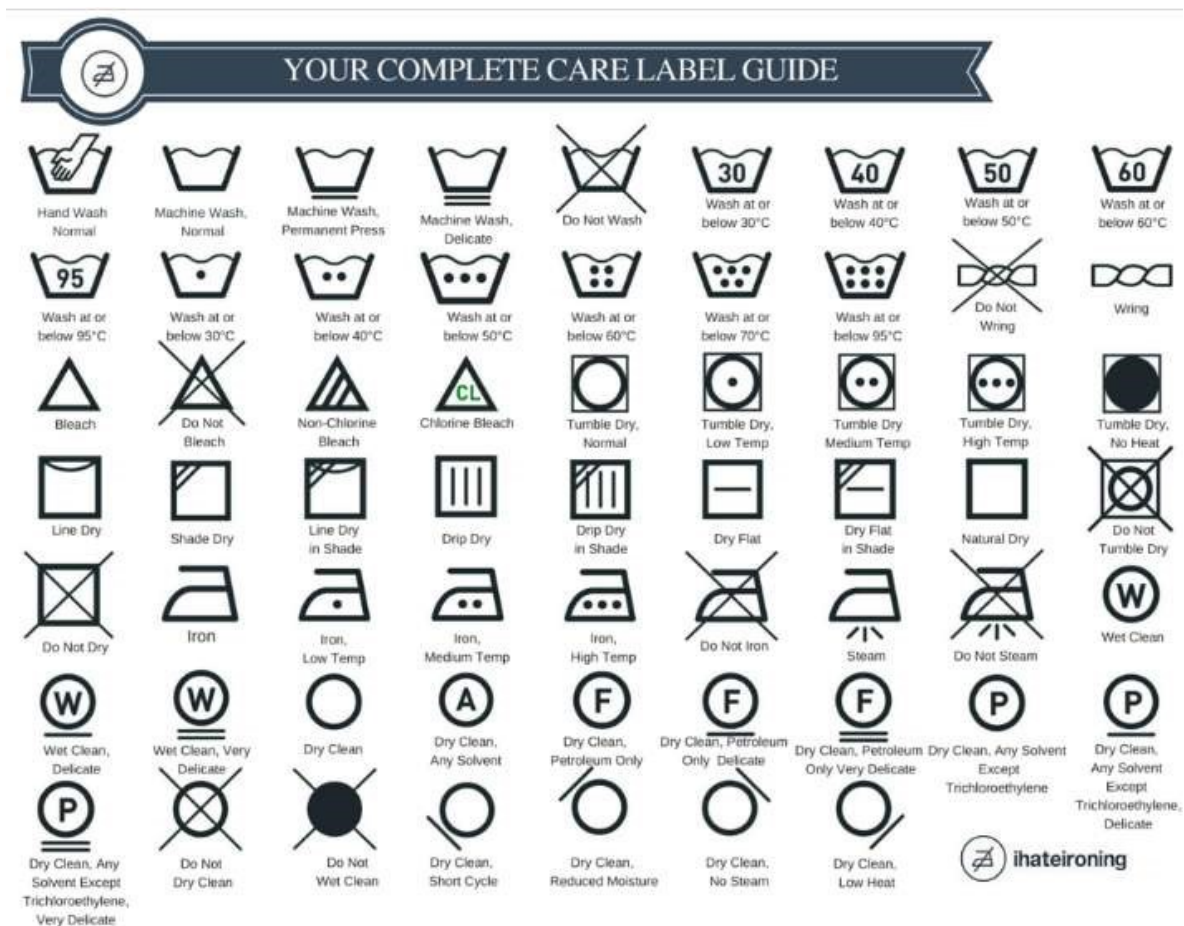 YOUR COMPLETE CARE LABEL GUIDE
30
40
50
60
Hand Wash
Normal
Machine Wash,
Normal
Machine Wash,
Permanent Press
Machine Wash,
Delicate
Do Not Wash
Wash at or
below 30°C
Wash at or
below 40°C
Wash at or
below 50°C
Wash at or
below 60°C
95
Wash at or
below 95°C
Wash at or
below 30°C
Wash at or
below 40°C
Wash at or
below 50°C
Wash at or
below 60°C
Wash at or
below 70°C
Wash at or
below 95°C
Do Not
Wring
Wring
CL
Bleach
Do Not
Bleach
Non-Chlorine
Bleach
Chlorine Bleach
Tumble Dry,
Normal
Tumble Dry,
Low Temp
Tumble Dry
Medium Temp
Tumble Dry,
High Temp
Tumble Dry,
No Heat
Line Dry
Shade Dry
Line Dry
in Shade
Drip Dry
Drip Dry
in Shade
Dry Flat
Dry Flat
in Shade
Natural Dry
Do Not
Tumble Dry
Do Not Dry
Iron
Iron,
Low Temp
Iron,
Medium Temp
Iron,
High Temp
Do Not Iron
Steam
Do Not Steam
W
Wet Clean
W
Wet Clean,
Delicate
W
Wet Clean, Very
Delicate
Dry Clean
A
Dry Clean,
Any Solvent
F
Dry Clean,
Petroleum Only
F
Dry Clean, Petroleum
Only Delicate
F
Dry Clean, Petroleum
Only Very Delicate
P
Dry Clean, Any Solvent
Except
Trichloroethylene
P
Dry Clean,
Any Solvent
Except
Trichloroethylene,
Delicate
P
Dry Clean, Any
Solvent Except
Trichloroethylene,
Very Delicate
Do Not
Dry Clean
Do Not
Wet Clean
Dry Clean,
Short Cycle
Dry Clean,
Reduced Moisture
Dry Clean,
No Steam
Dry Clean,
Low Heat
ihateironing